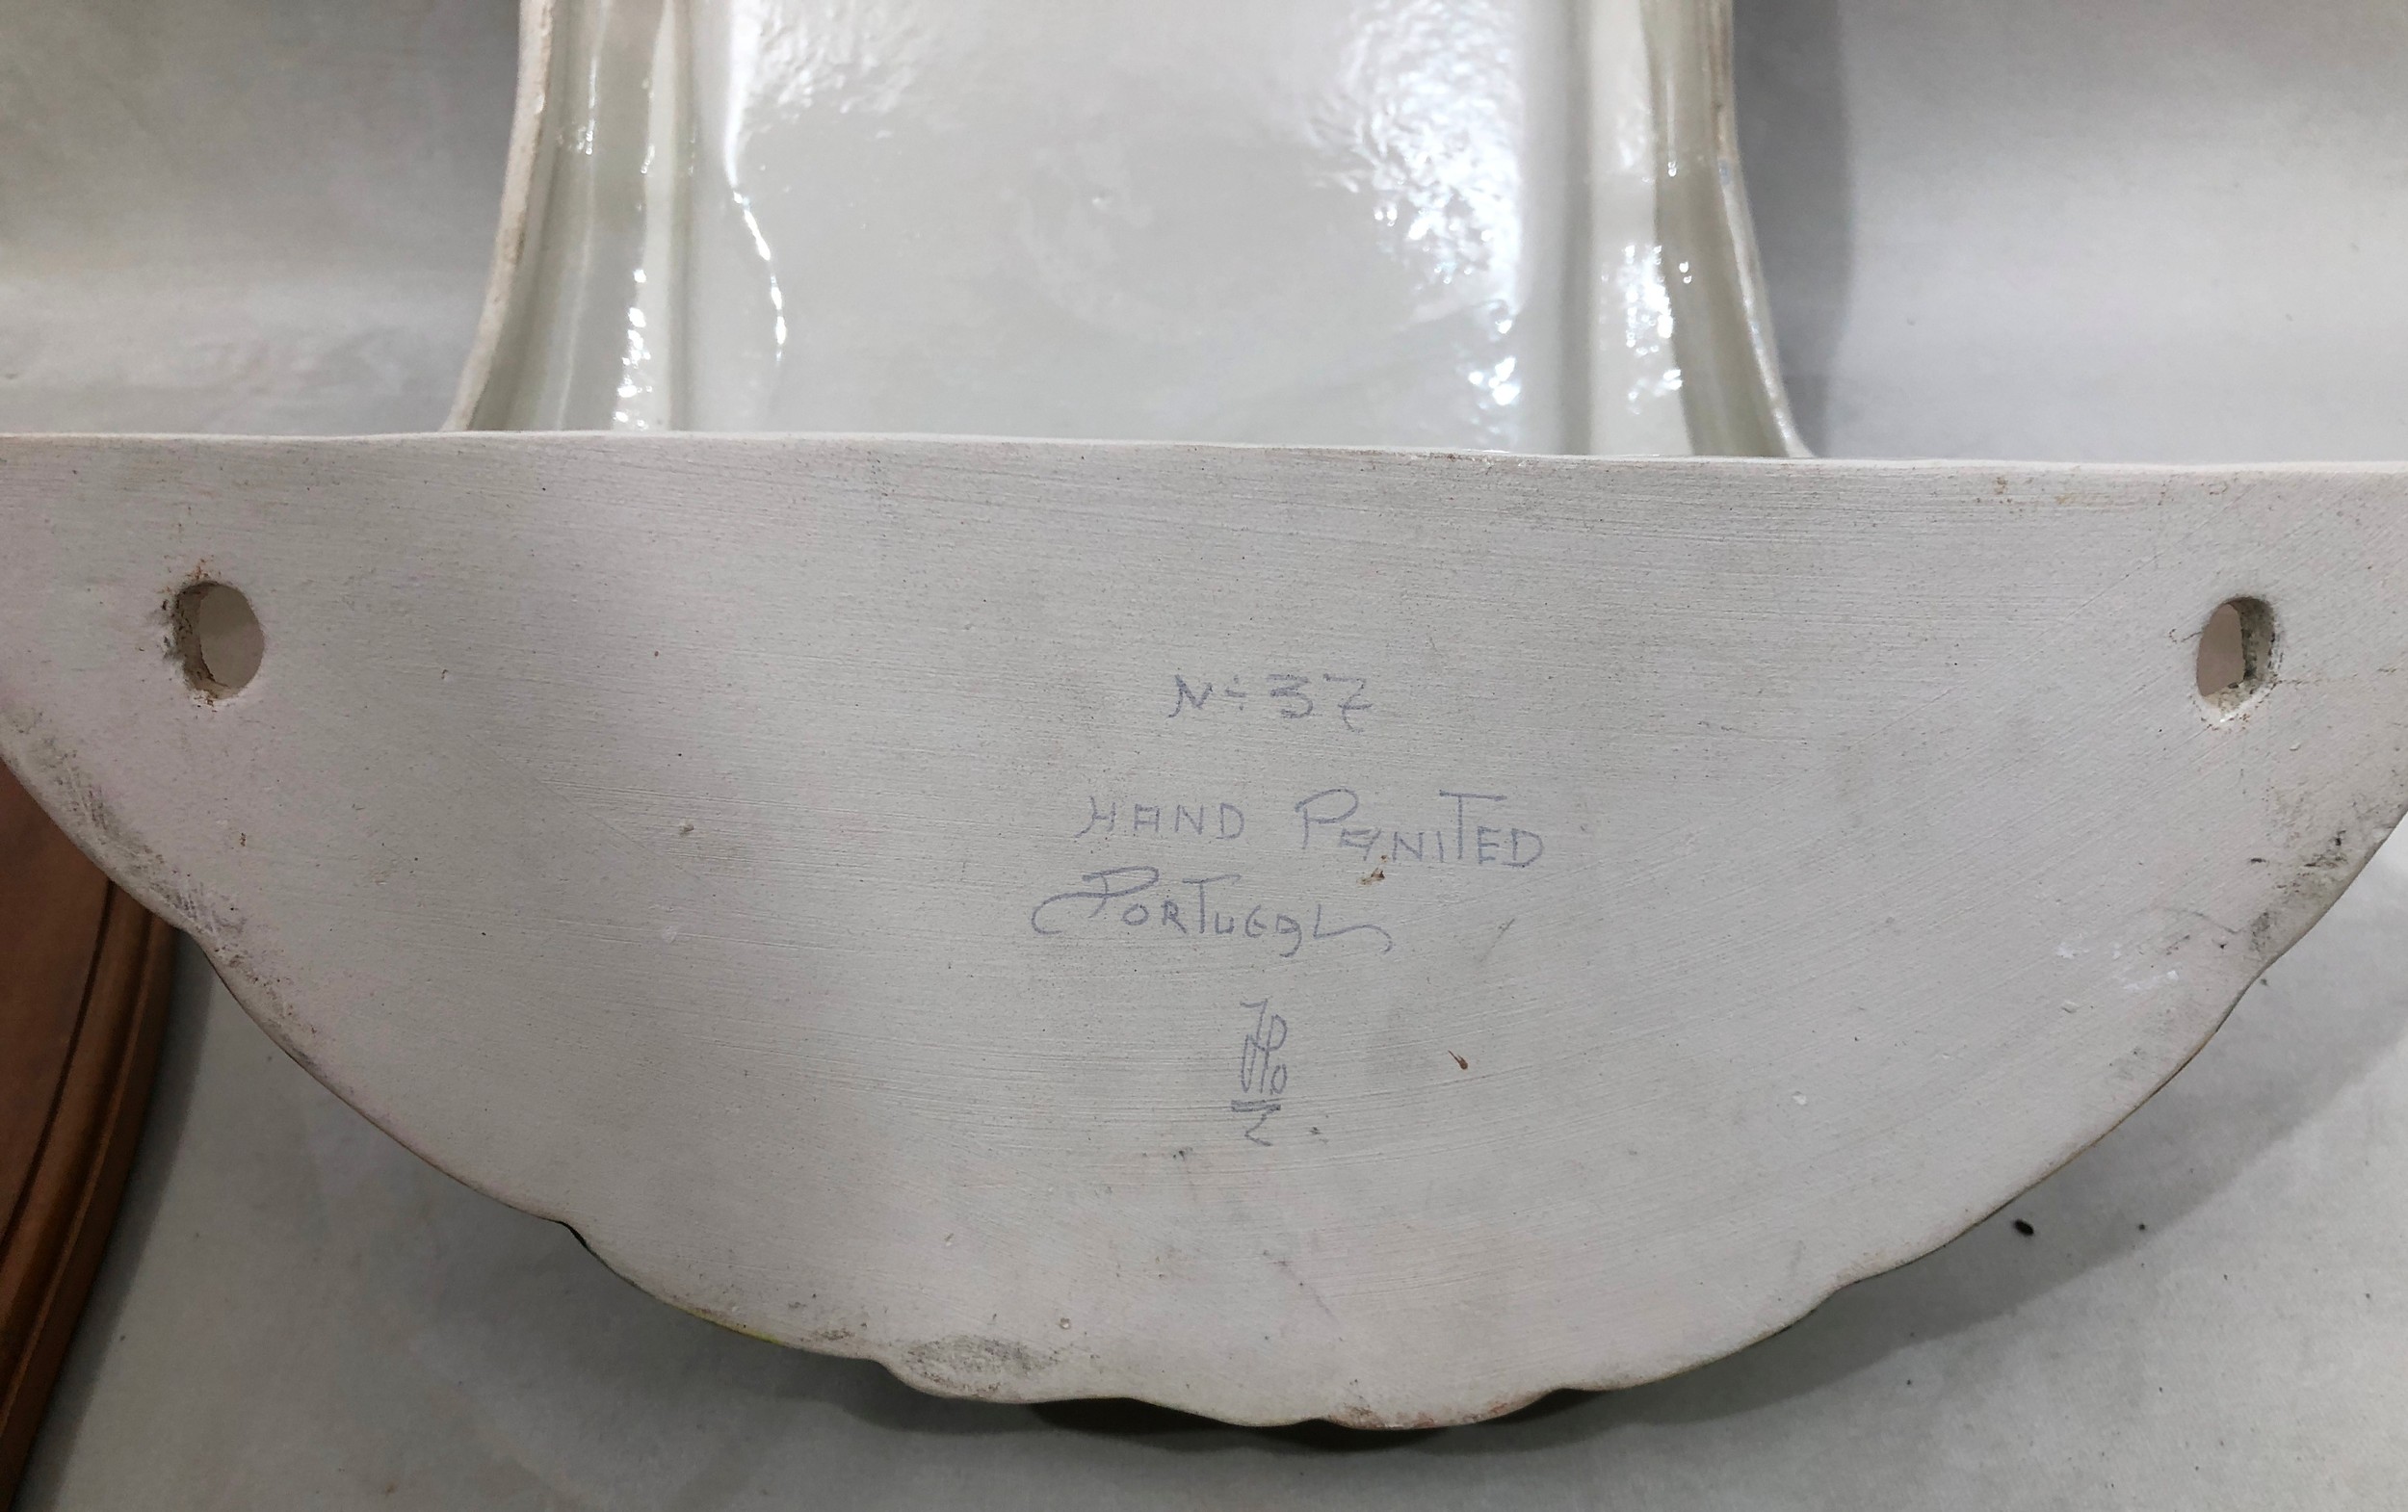 Nº 37
HAND PAINITED
PORTUGAL